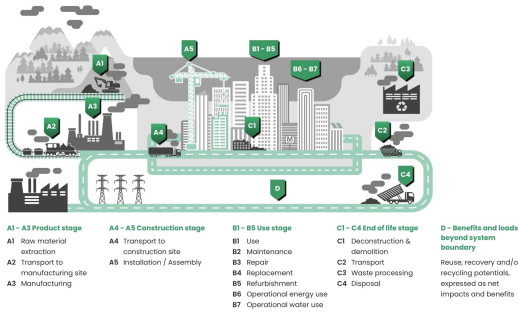 A1
A5
B1 - B5
B6 - B7
C3
A3
A2
A4
C1
C2
D
C4
A1 - A3 Product stage
A1 Raw material
extraction
A2 Transport to
manufacturing site
A3 Manufacturing
A4 - A5 Construction stage
A4 Transport to
construction site
A5 Installation / Assembly
B1 - B5 Use stage
B1 Use
B2 Maintenance
B3 Repair
B4 Replacement
B5 Refurbishment
B6 Operational energy use
B7 Operational water use
C1 - C4 End of life stage
C1 Deconstruction &
demolition
C2 Transport
C3 Waste processing
C4 Disposal
D - Benefits and loads
beyond system
boundary
Reuse, recovery and/o
recycling potentials,
expressed as net
impacts and benefits